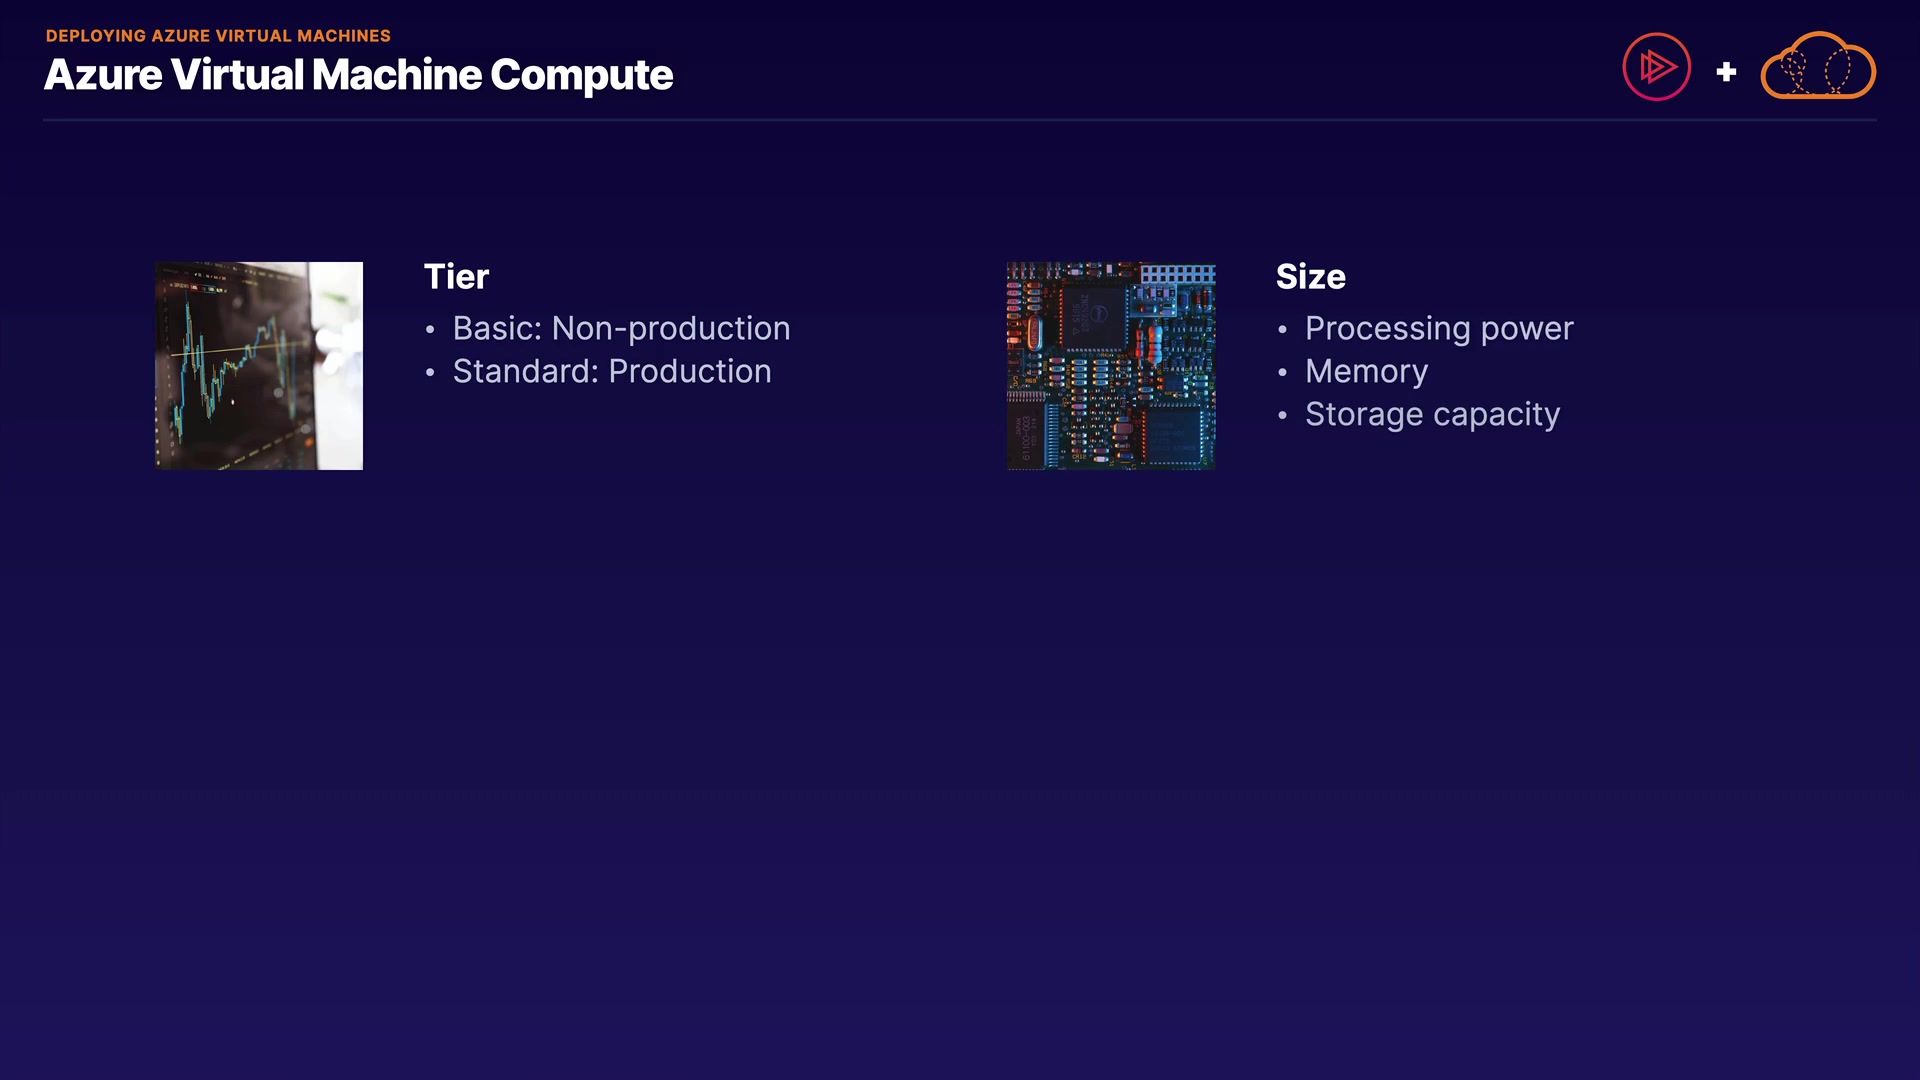 DEPLOYING AZURE VIRTUAL MACHINES
Azure Virtual Machine Compute
Tier
• Basic: Non-production
• Standard: Production
Size
• Processing power
• Memory
• Storage capacity